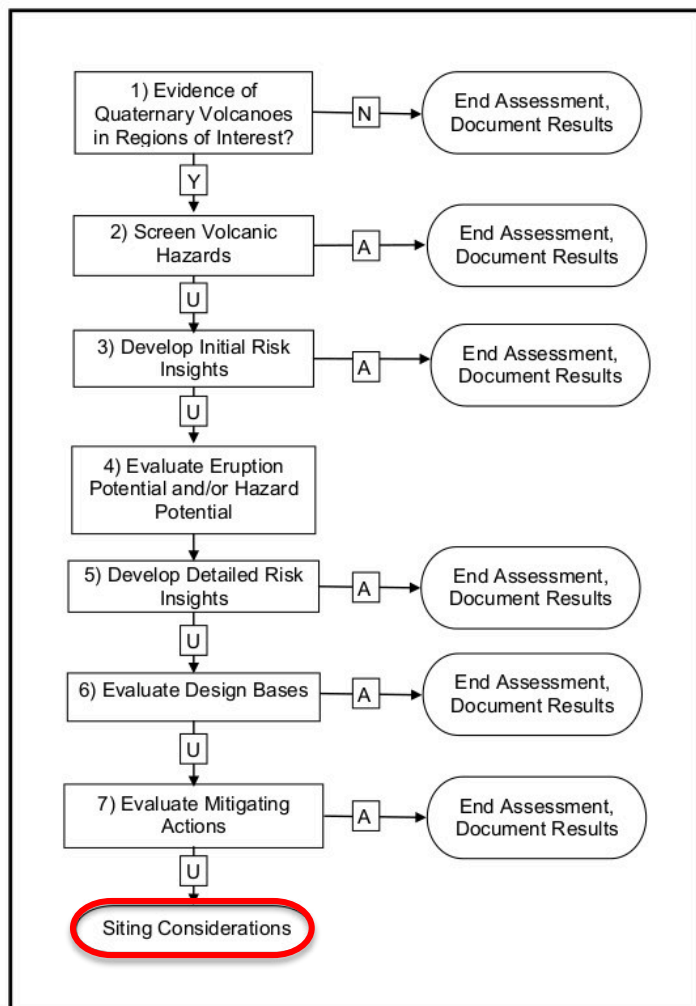 1) Evidence of
Quaternary Volcanoes
in Regions of Interest?
N
End Assessment,
Document Results
Y
2) Screen Volcanic
Hazards
A
End Assessment,
Document Results
U
3) Develop Initial Risk
Insights
A
End Assessment,
Document Results
U
4) Evaluate Eruption
Potential and/or Hazard
Potential
5) Develop Detailed Risk
Insights
A
End Assessment,
Document Results
U
6) Evaluate Design Bases
A
End Assessment,
Document Results
U
7) Evaluate Mitigating
Actions
A
End Assessment,
Document Results
U
Siting Considerations